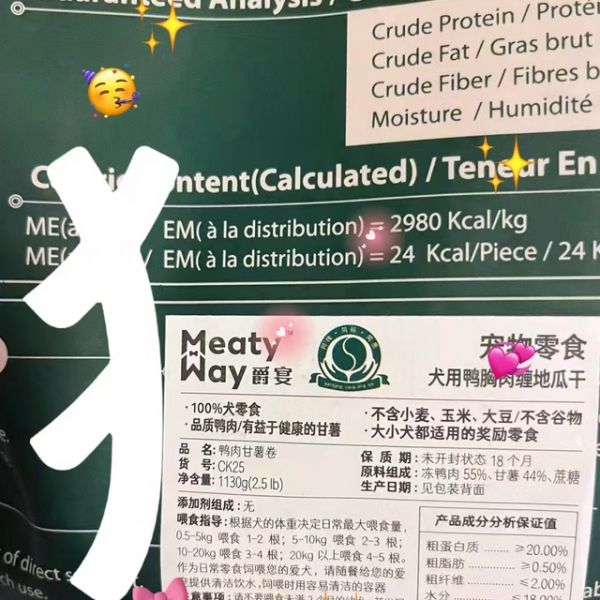 Guaranteed Analysis /
Crude Protein / Protéi
Crude Fat / Gras brut
Crude Fiber / Fibres b
Moisture / Humidité
ntent(Calculated) / Teneur En
ME(a EM( à la distribution) = 2980 Kcal/kg
ME( / EM( à la distribution) = 24 Kcal/Piece / 24 K
犭
Meaty
Way 爵宴
宠物零食
犬用鸭胸肉缠地瓜干
·100%犬零食
·品质鸭肉/有益于健康的甘薯
·不含小麦、玉米、大豆/不含谷物
·大小犬都适用的奖励零食
品 名:鸭肉甘薯卷
货 号:CK25
净含量:1130g(2.5 lb)
保 质 期:未开封状态 18 个月
原料组成:冻鸭肉 55%、甘薯 44%、蔗糖
生产日期:见包装背面
添加剂组成:无
喂食指导:根据犬的体重决定日常最大喂食量,
0.5-5kg 喂食 1-2 根;5-10kg 喂食 2-3 根;
10-20kg 喂食 3-4 根;20kg 以上喂食 4-5 根。
作为日常零食饲喂您的爱犬,请随餐给您的爱
提供清洁饮水,饲喂时用容易清洁的容器
产品成分分析保证值
粗蛋白质 ...... ≥20.00%
粗脂肪 ...... ≥0.50%
粗纤维 ...... ≤2.00%
水分 ...... ≤18.00%
of direct s
ch use.